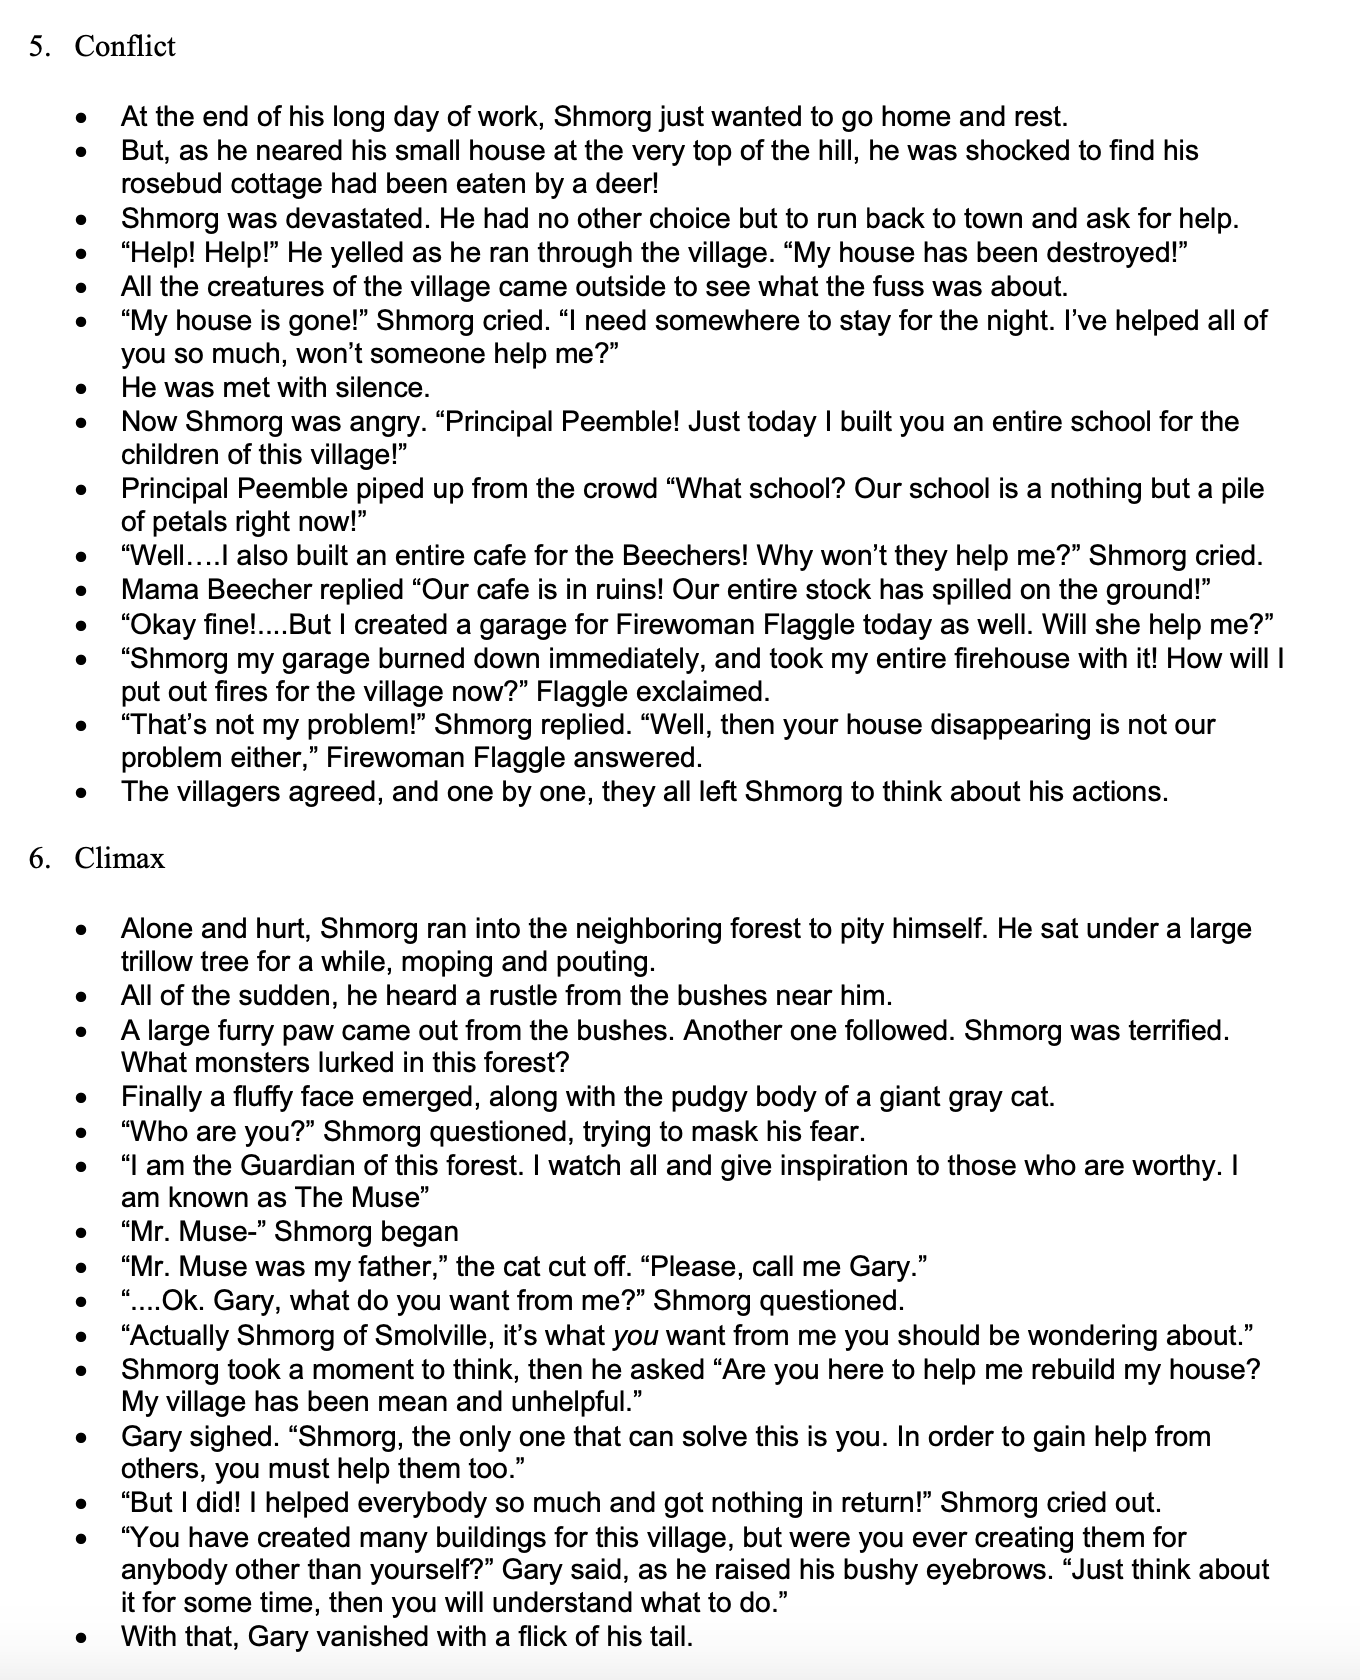 5. Conflict
• At the end of his long day of work, Shmorg just wanted to go home and rest.
• But, as he neared his small house at the very top of the hill, he was shocked to find his
rosebud cottage had been eaten by a deer!
• Shmorg was devastated. He had no other choice but to run back to town and ask for help.
• “Help! Help!” He yelled as he ran through the village. “My house has been destroyed!”
• All the creatures of the village came outside to see what the fuss was about.
• “My house is gone!” Shmorg cried. “I need somewhere to stay for the night. I’ve helped all of
you so much, won’t someone help me?”
• He was met with silence.
• Now Shmorg was angry. “Principal Peemble! Just today I built you an entire school for the
children of this village!”
• Principal Peemble piped up from the crowd “What school? Our school is a nothing but a pile
of petals right now!”
• “Well….I also built an entire cafe for the Beechers! Why won’t they help me?” Shmorg cried.
• Mama Beecher replied “Our cafe is in ruins! Our entire stock has spilled on the ground!”
• “Okay fine!....But I created a garage for Firewoman Flaggle today as well. Will she help me?”
• “Shmorg my garage burned down immediately, and took my entire firehouse with it! How will I
put out fires for the village now?” Flaggle exclaimed.
• “That’s not my problem!” Shmorg replied. “Well, then your house disappearing is not our
problem either,” Firewoman Flaggle answered.
• The villagers agreed, and one by one, they all left Shmorg to think about his actions.
6. Climax
• Alone and hurt, Shmorg ran into the neighboring forest to pity himself. He sat under a large
trillow tree for a while, moping and pouting.
• All of the sudden, he heard a rustle from the bushes near him.
• A large furry paw came out from the bushes. Another one followed. Shmorg was terrified.
What monsters lurked in this forest?
• Finally a fluffy face emerged, along with the pudgy body of a giant gray cat.
• “Who are you?” Shmorg questioned, trying to mask his fear.
• “I am the Guardian of this forest. I watch all and give inspiration to those who are worthy. I
am known as The Muse”
• “Mr. Muse-” Shmorg began
• “Mr. Muse was my father,” the cat cut off. “Please, call me Gary.”
• “....Ok. Gary, what do you want from me?” Shmorg questioned.
• “Actually Shmorg of Smolville, it’s what you want from me you should be wondering about.”
• Shmorg took a moment to think, then he asked “Are you here to help me rebuild my house?
My village has been mean and unhelpful.”
• Gary sighed. “Shmorg, the only one that can solve this is you. In order to gain help from
others, you must help them too.”
• “But I did! I helped everybody so much and got nothing in return!” Shmorg cried out.
• “You have created many buildings for this village, but were you ever creating them for
anybody other than yourself?” Gary said, as he raised his bushy eyebrows. “Just think about
it for some time, then you will understand what to do.”
• With that, Gary vanished with a flick of his tail.